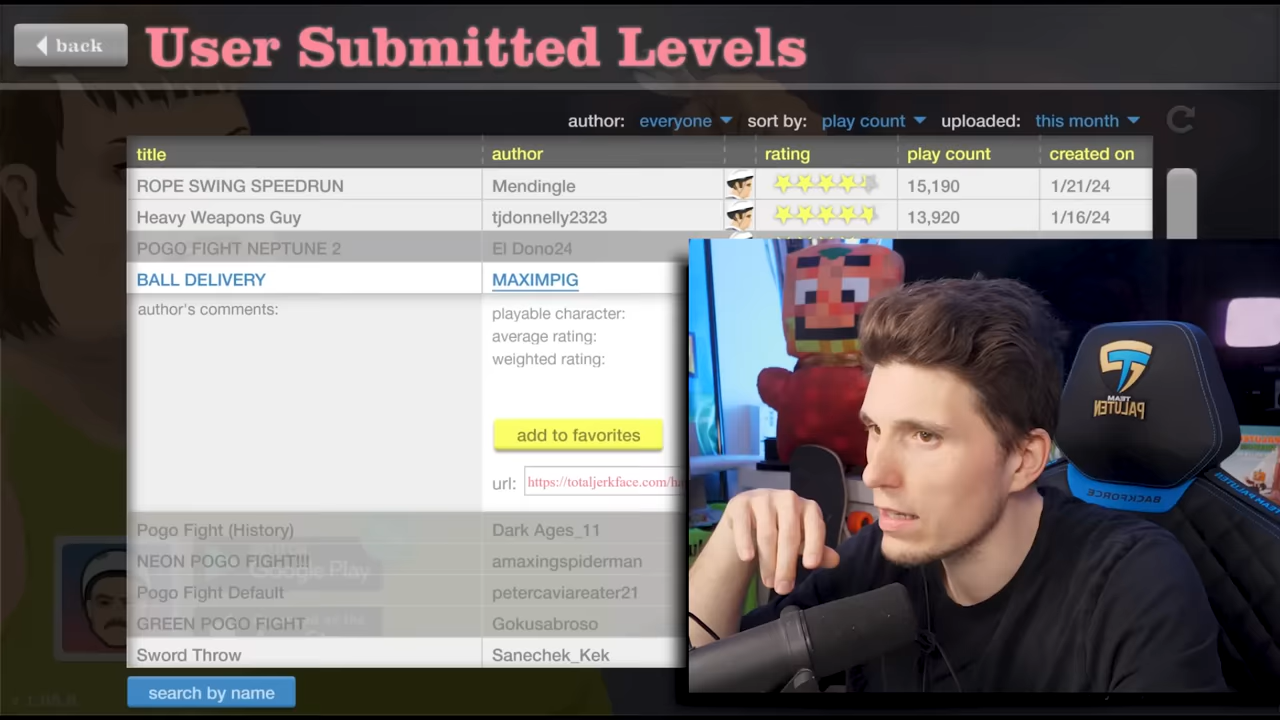 back
User Submitted Levels
author: everyone sort by: play count uploaded: this month
title author rating play count created on
ROPE SWING SPEEDRUN Mendingle 15,190 1/21/24
Heavy Weapons Guy tjdonnelly2323 13,920 1/16/24
POGO FIGHT NEPTUNE 2 El Dono24
BALL DELIVERY MAXIMPIG
author's comments: playable character:
average rating:
weighted rating:
add to favorites
url: https://totaljerkface.com/ha
TEAM
PALUTEN
BACKFORCE
Pogo Fight (History) Dark Ages_11
NEON POGO FIGHT!!! amaxingspiderman
Google Play
Pogo Fight Default petercaviareater21
GREEN POGO FIGHT Gokusabroso
Sword Throw Sanechek_Kek
search by name